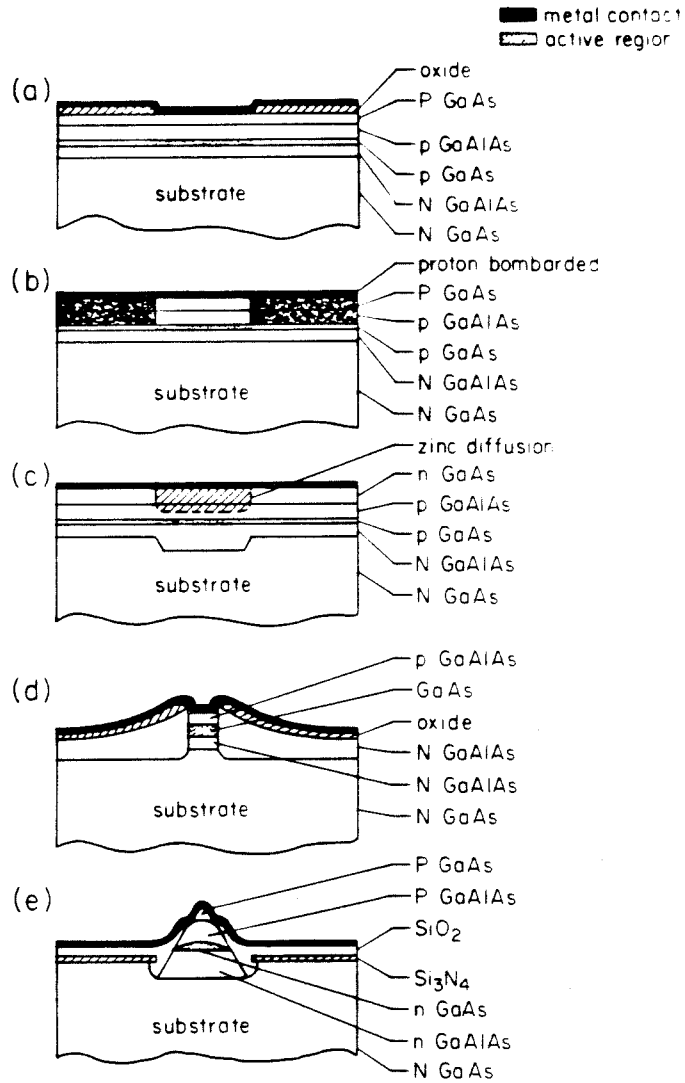 metal contact
active region
(a)
oxide
P GaAs
p GaAlAs
p GaAs
N GaAlAs
N GaAs
substrate
(b)
proton bombarded
P GaAs
p GaAlAs
p GaAs
N GaAlAs
N GaAs
substrate
(c)
zinc diffusion
n GaAs
p GaAlAs
p GaAs
N GaAlAs
N GaAs
substrate
(d)
p GaAlAs
GaAs
oxide
N GaAlAs
N GaAlAs
N GaAs
substrate
(e)
P GaAs
P GaAlAs
SiO₂
Si₃N₄
n GaAs
n GaAlAs
N GaAs
substrate